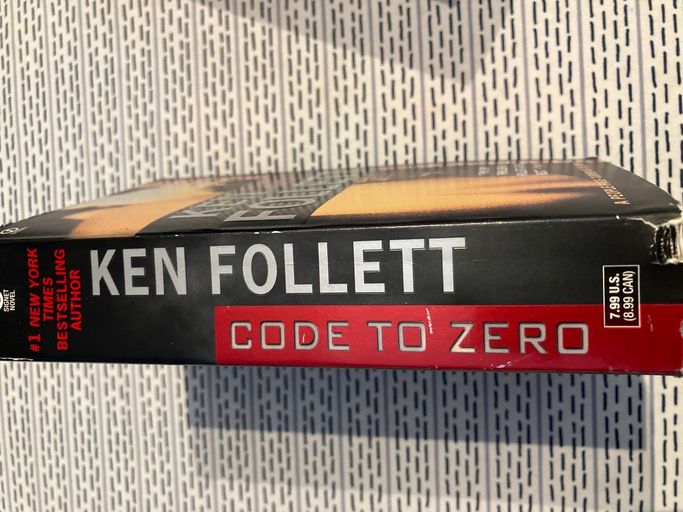 SIGNET
NOVEL
#1 NEW YORK
TIMES
BESTSELLING
AUTHOR
KEN FOLLETT
CODE TO ZERO
7.99 U.S.
(8.99 CAN)